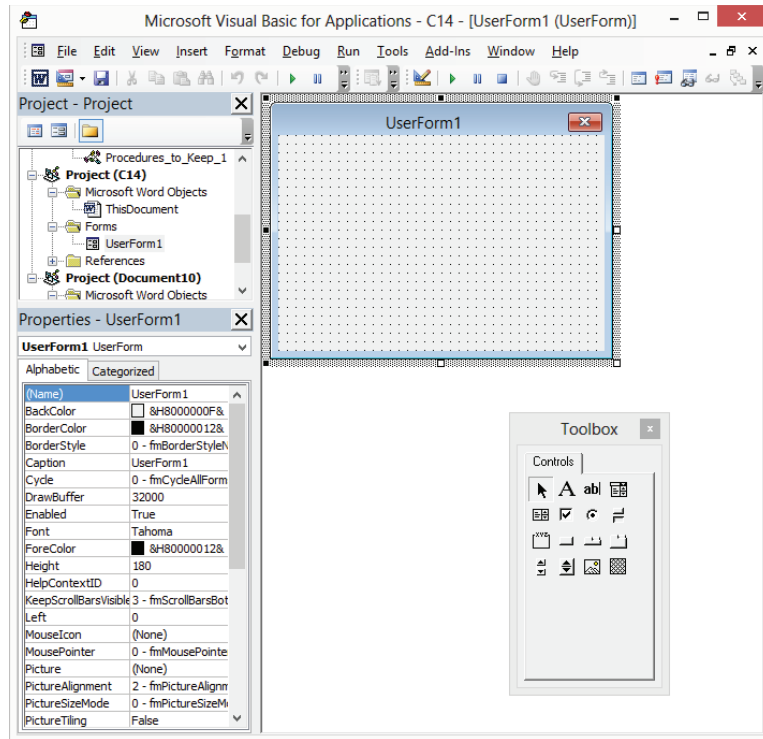 Microsoft Visual Basic for Applications - C14 - [UserForm1 (UserForm)]
File Edit View Insert Format Debug Run Tools Add-Ins Window Help
Project - Project
Procedures_to_Keep_1
Project (C14)
Microsoft Word Objects
ThisDocument
Forms
UserForm1
References
Project (Document10)
Microsoft Word Objects
Properties - UserForm1
UserForm1 UserForm
Alphabetic Categorized
(Name) UserForm1
BackColor &H8000000F&
BorderColor &H80000012&
BorderStyle 0 - fmBorderStyleN
Caption UserForm1
Cycle 0 - fmCycleAllForm
DrawBuffer 32000
Enabled True
Font Tahoma
ForeColor &H80000012&
Height 180
HelpContextID 0
KeepScrollBarsVisible 3 - fmScrollBarsBot
Left 0
MouseIcon (None)
MousePointer 0 - fmMousePointe
Picture (None)
PictureAlignment 2 - fmPictureAlignm
PictureSizeMode 0 - fmPictureSizeM
PictureTiling False
UserForm1
Toolbox
Controls
A ab|
XYZ